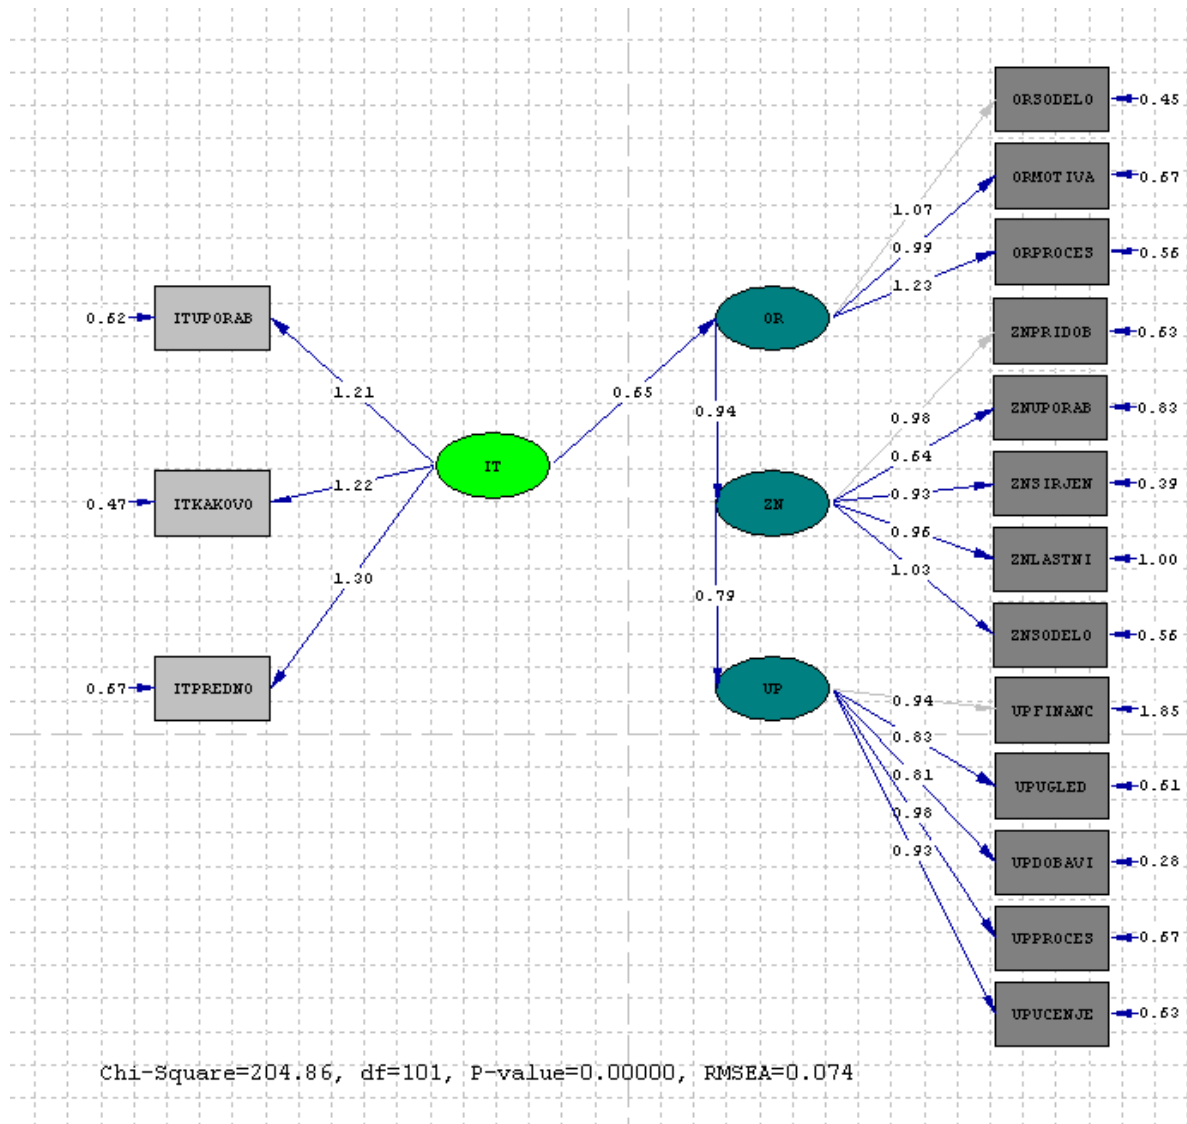 ORSODELO
0.45
ORMOTIVA
0.67
1.07
0.99
ORPROCES
0.56
1.23
ITUPORAB
0.62
OR
ZNPRIDOB
0.63
1.21
0.65
0.94
0.98
ZNUPORAB
0.83
0.64
IT
1.22
ITKAKOVO
0.47
ZN
0.93
ZNSIRJEN
0.39
0.96
ZNLASTNI
1.00
1.03
1.30
0.79
ZNSODELO
0.56
ITPREDNO
0.67
UP
0.94
UPFINANC
1.85
0.83
0.81
UPUGLED
0.61
0.98
0.93
UPDOBAVI
0.28
UPPROCES
0.67
UPUCENJE
0.63
Chi-Square=204.86, df=101, P-value=0.00000, RMSEA=0.074